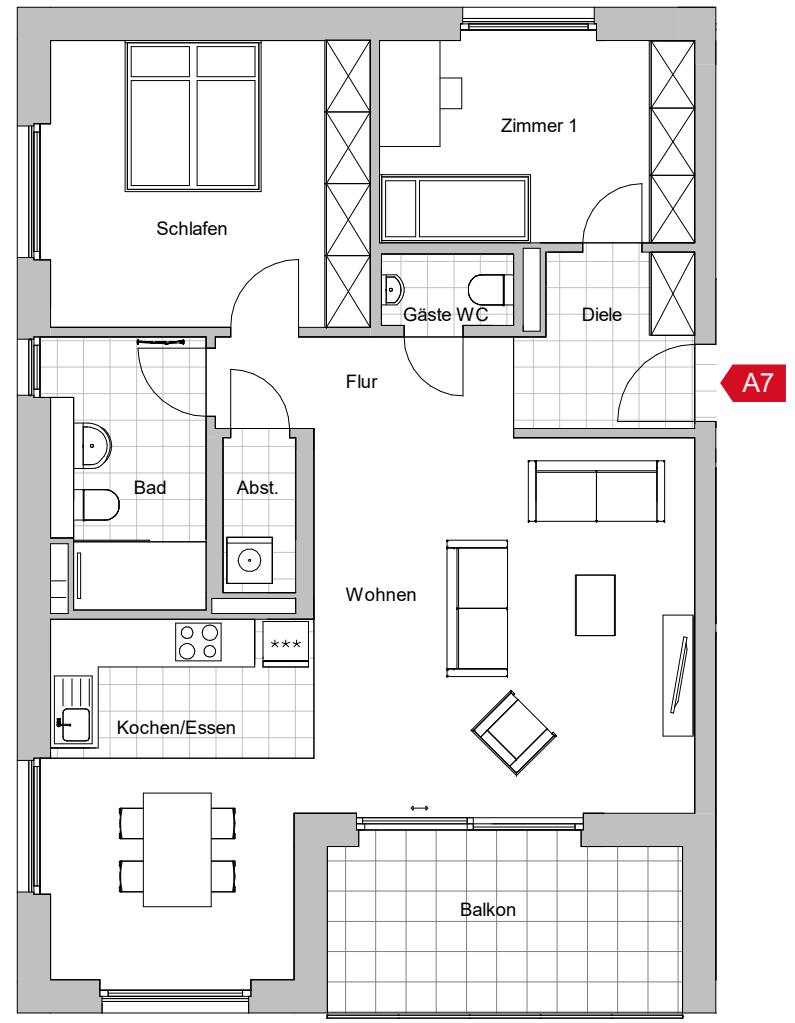 Zimmer 1
Schlafen
Gäste WC
Diele
Flur
A7
Bad
Abst.
Wohnen
***
Kochen/Essen
Balkon